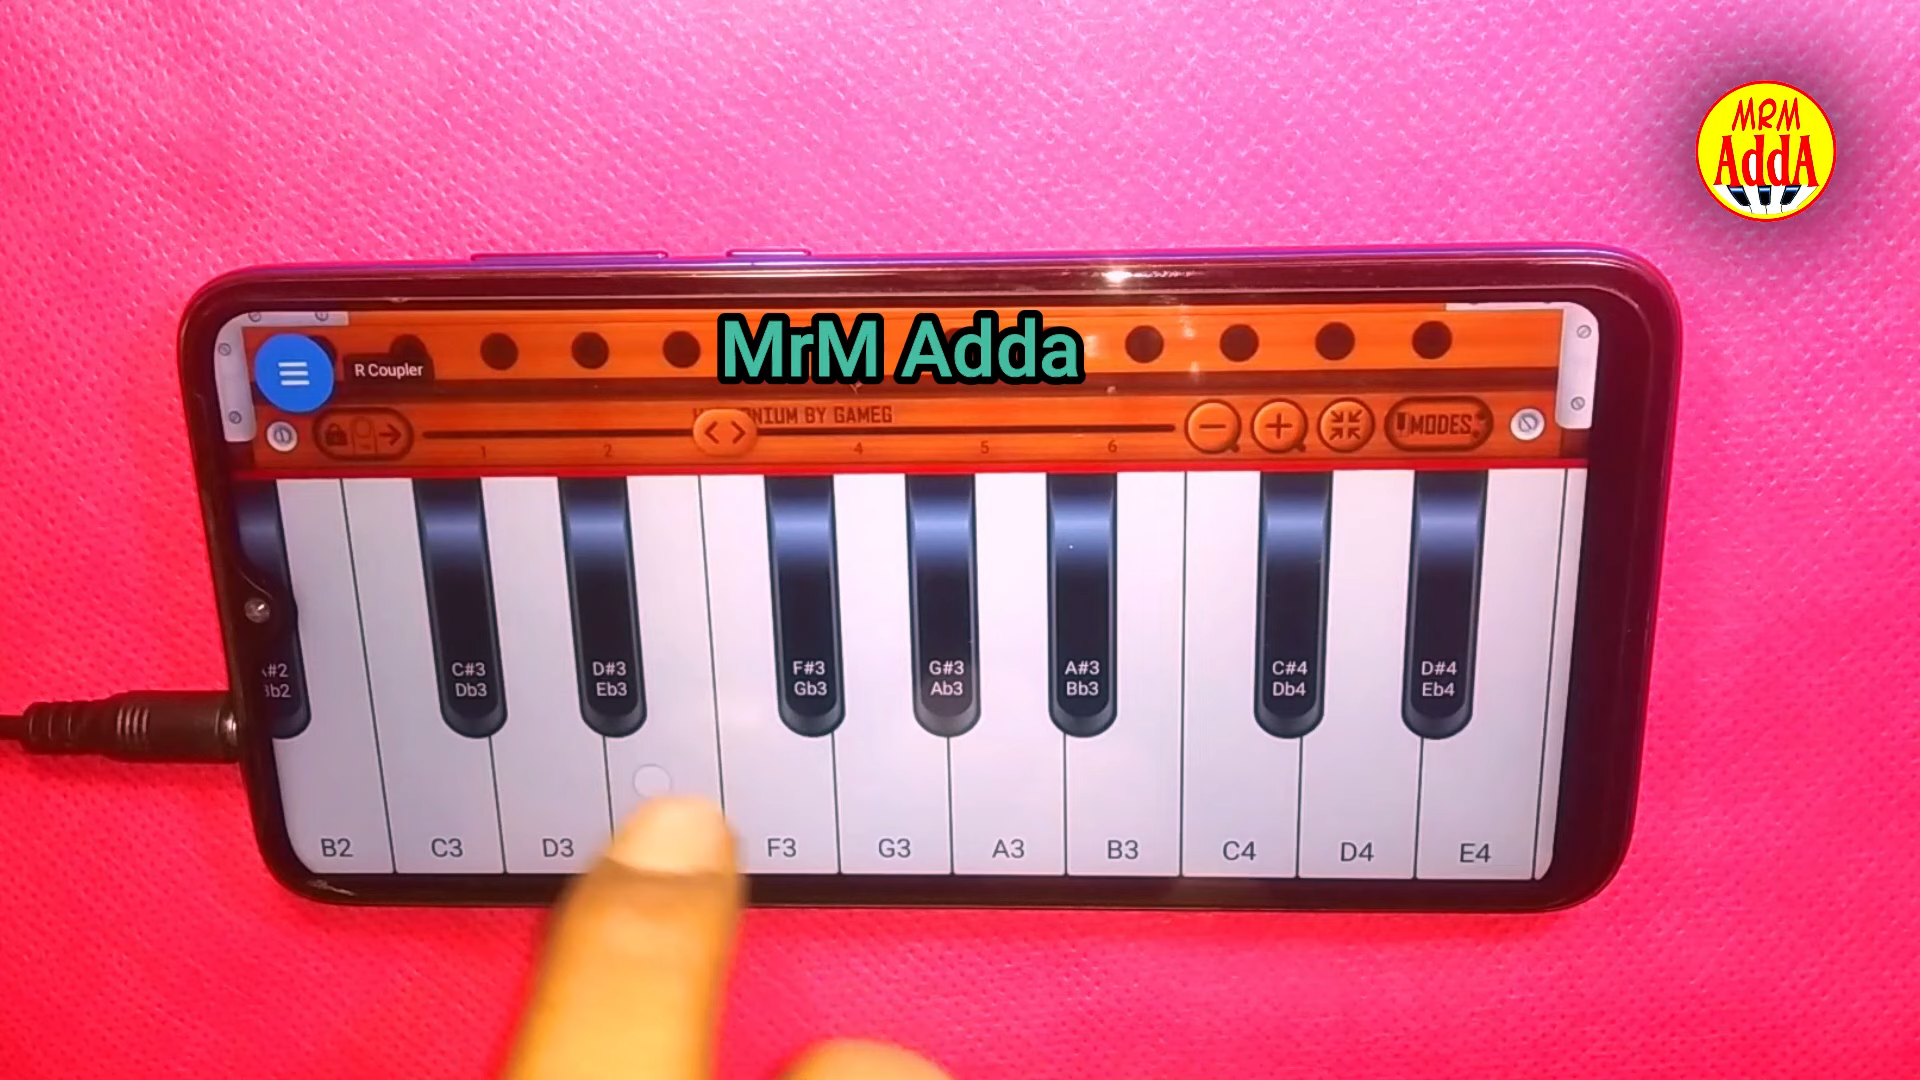 MRM
AddA
MrM Adda
R Coupler
NIUM BY GAMEG
MODES
1
2
4
5
6
C#3
Db3
D#3
Eb3
F#3
Gb3
G#3
Ab3
A#3
Bb3
C#4
Db4
D#4
Eb4
B2
C3
D3
F3
G3
A3
B3
C4
D4
E4